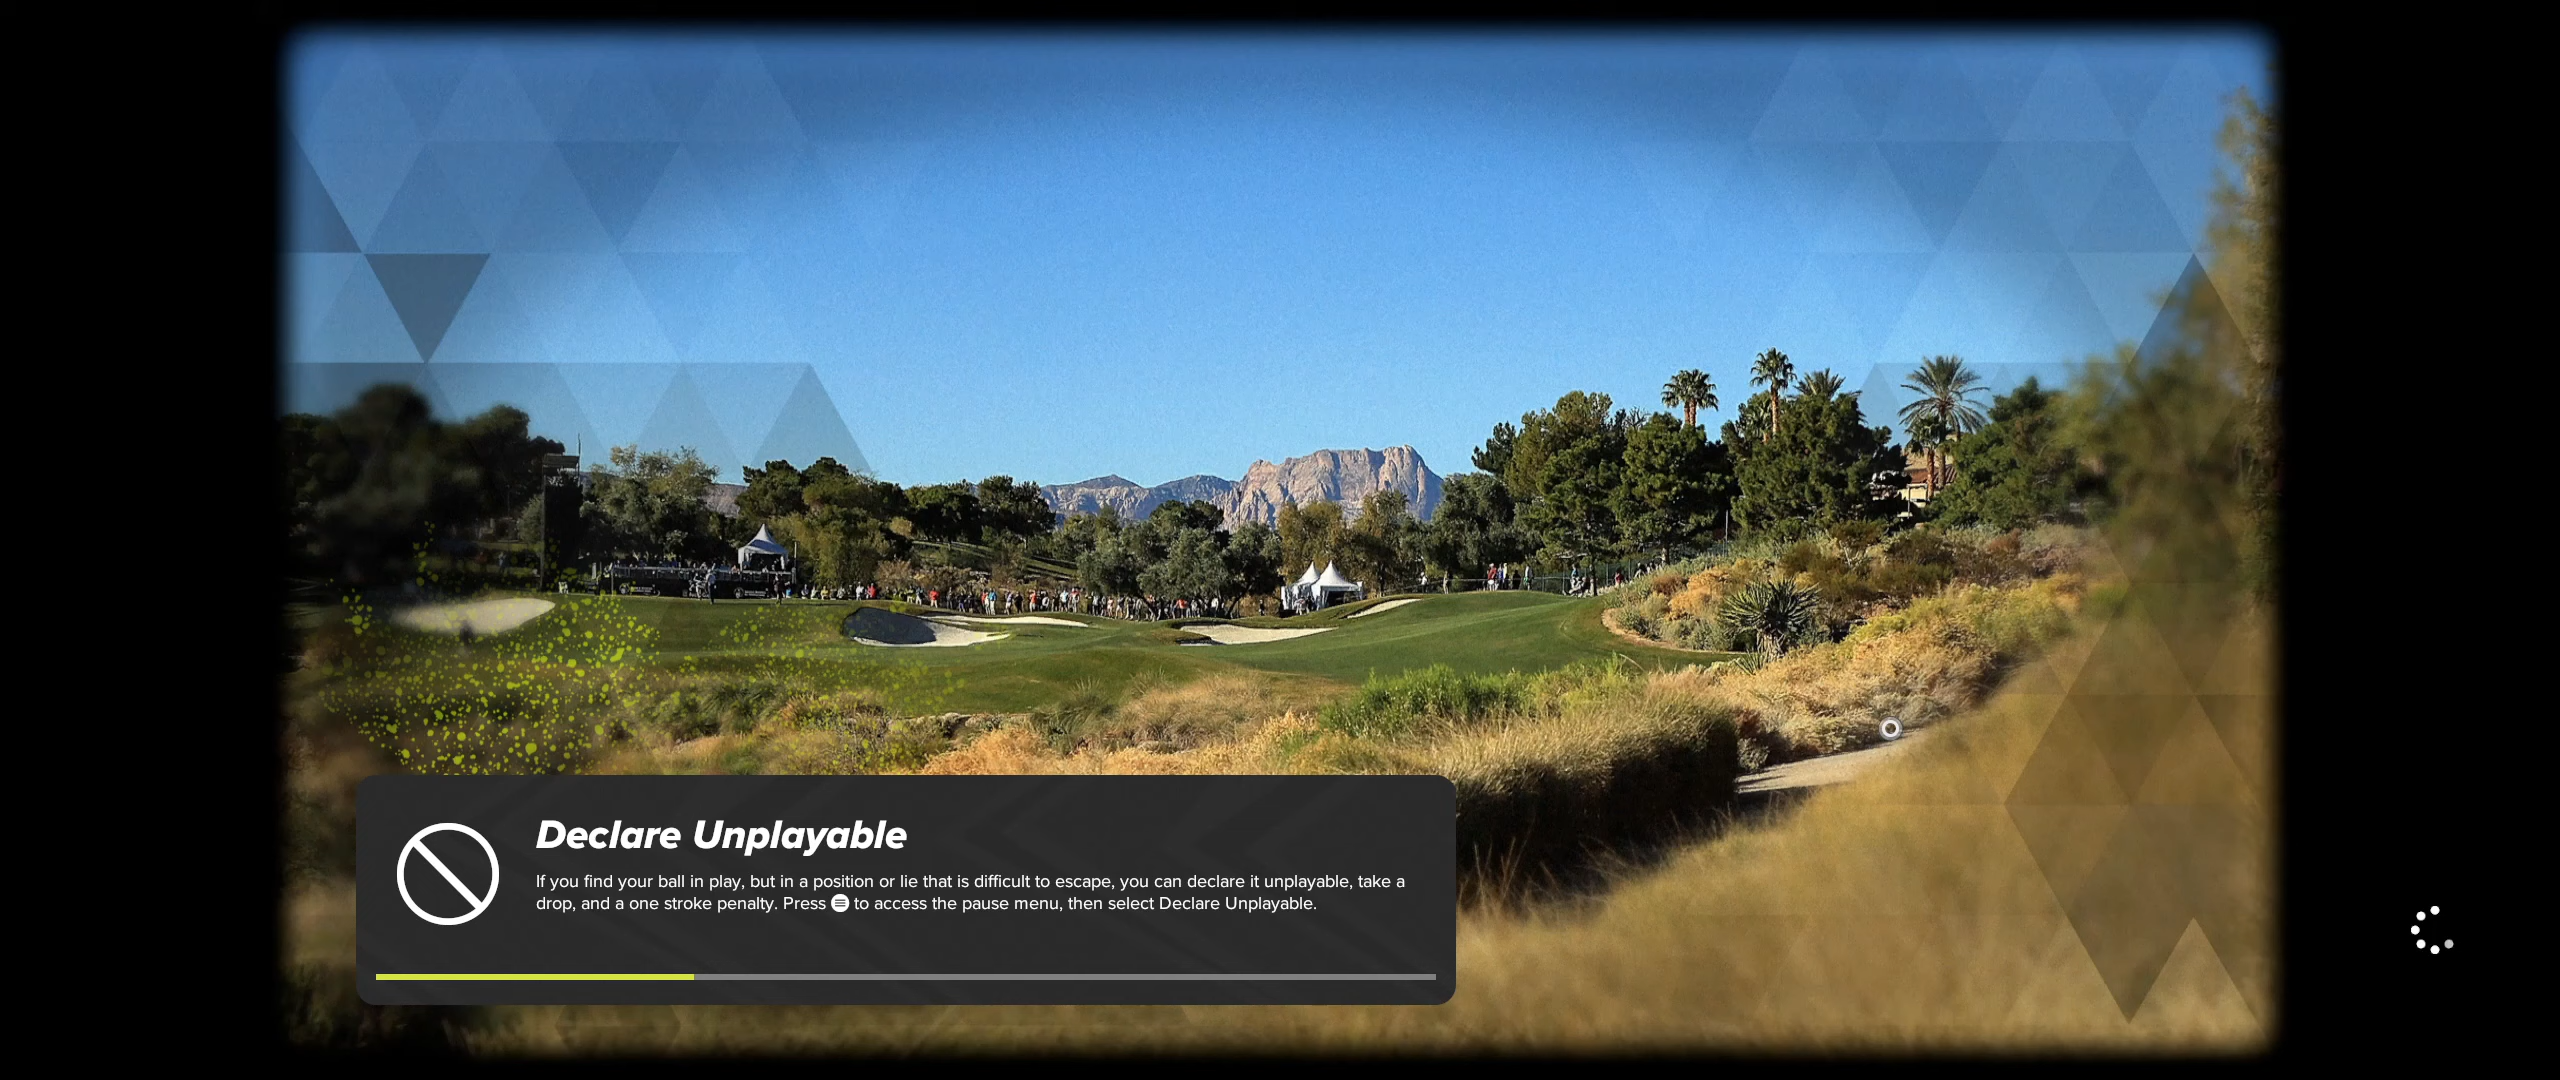 Declare Unplayable
If you find your ball in play, but in a position or lie that is difficult to escape, you can declare it unplayable, take a
drop, and a one stroke penalty. Press to access the pause menu, then select Declare Unplayable.